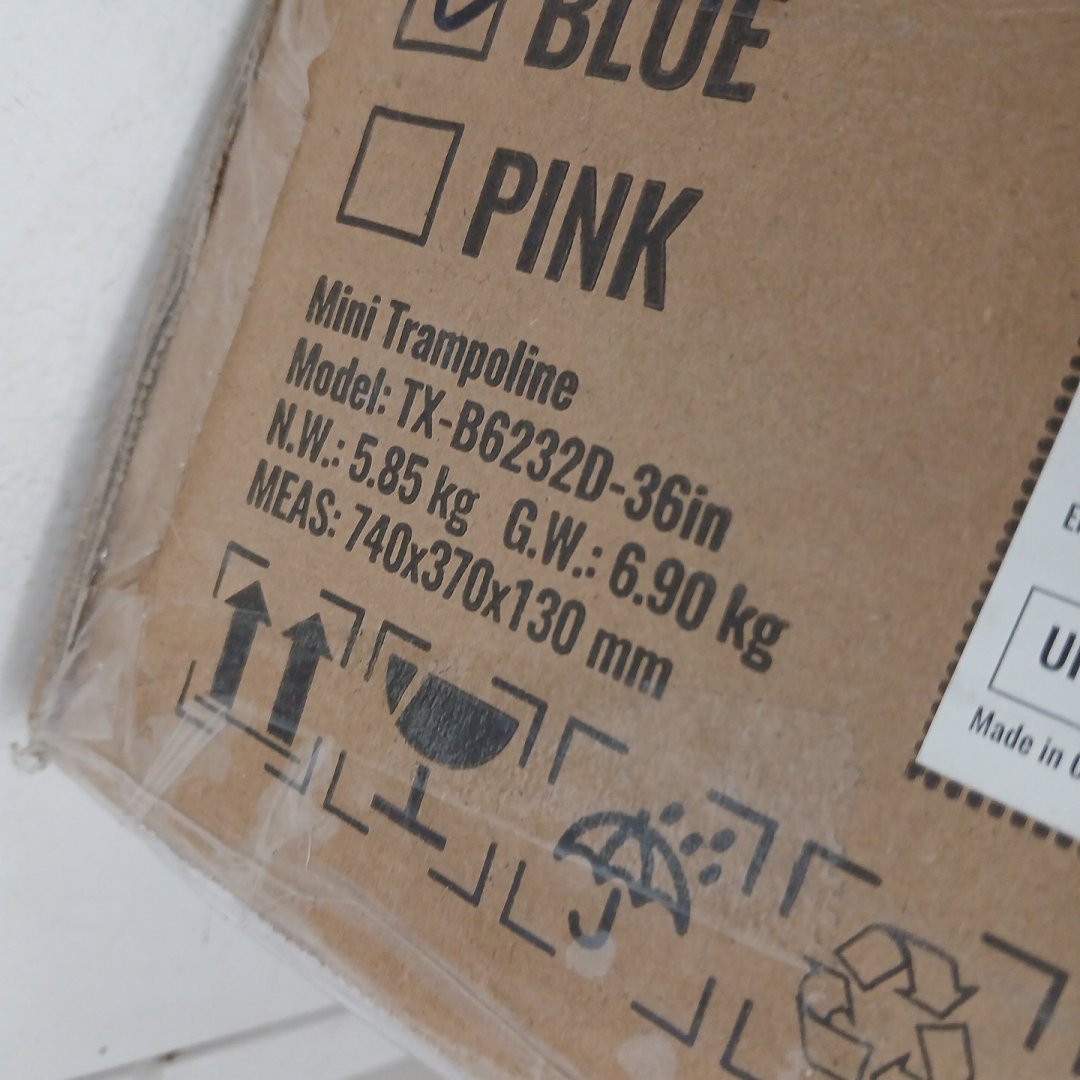 BLUE
PINK
Mini Trampoline
Model: TX-B6232D-36in
N.W.: 5.85 kg G.W.: 6.90 kg
MEAS: 740x370x130 mm
Made in